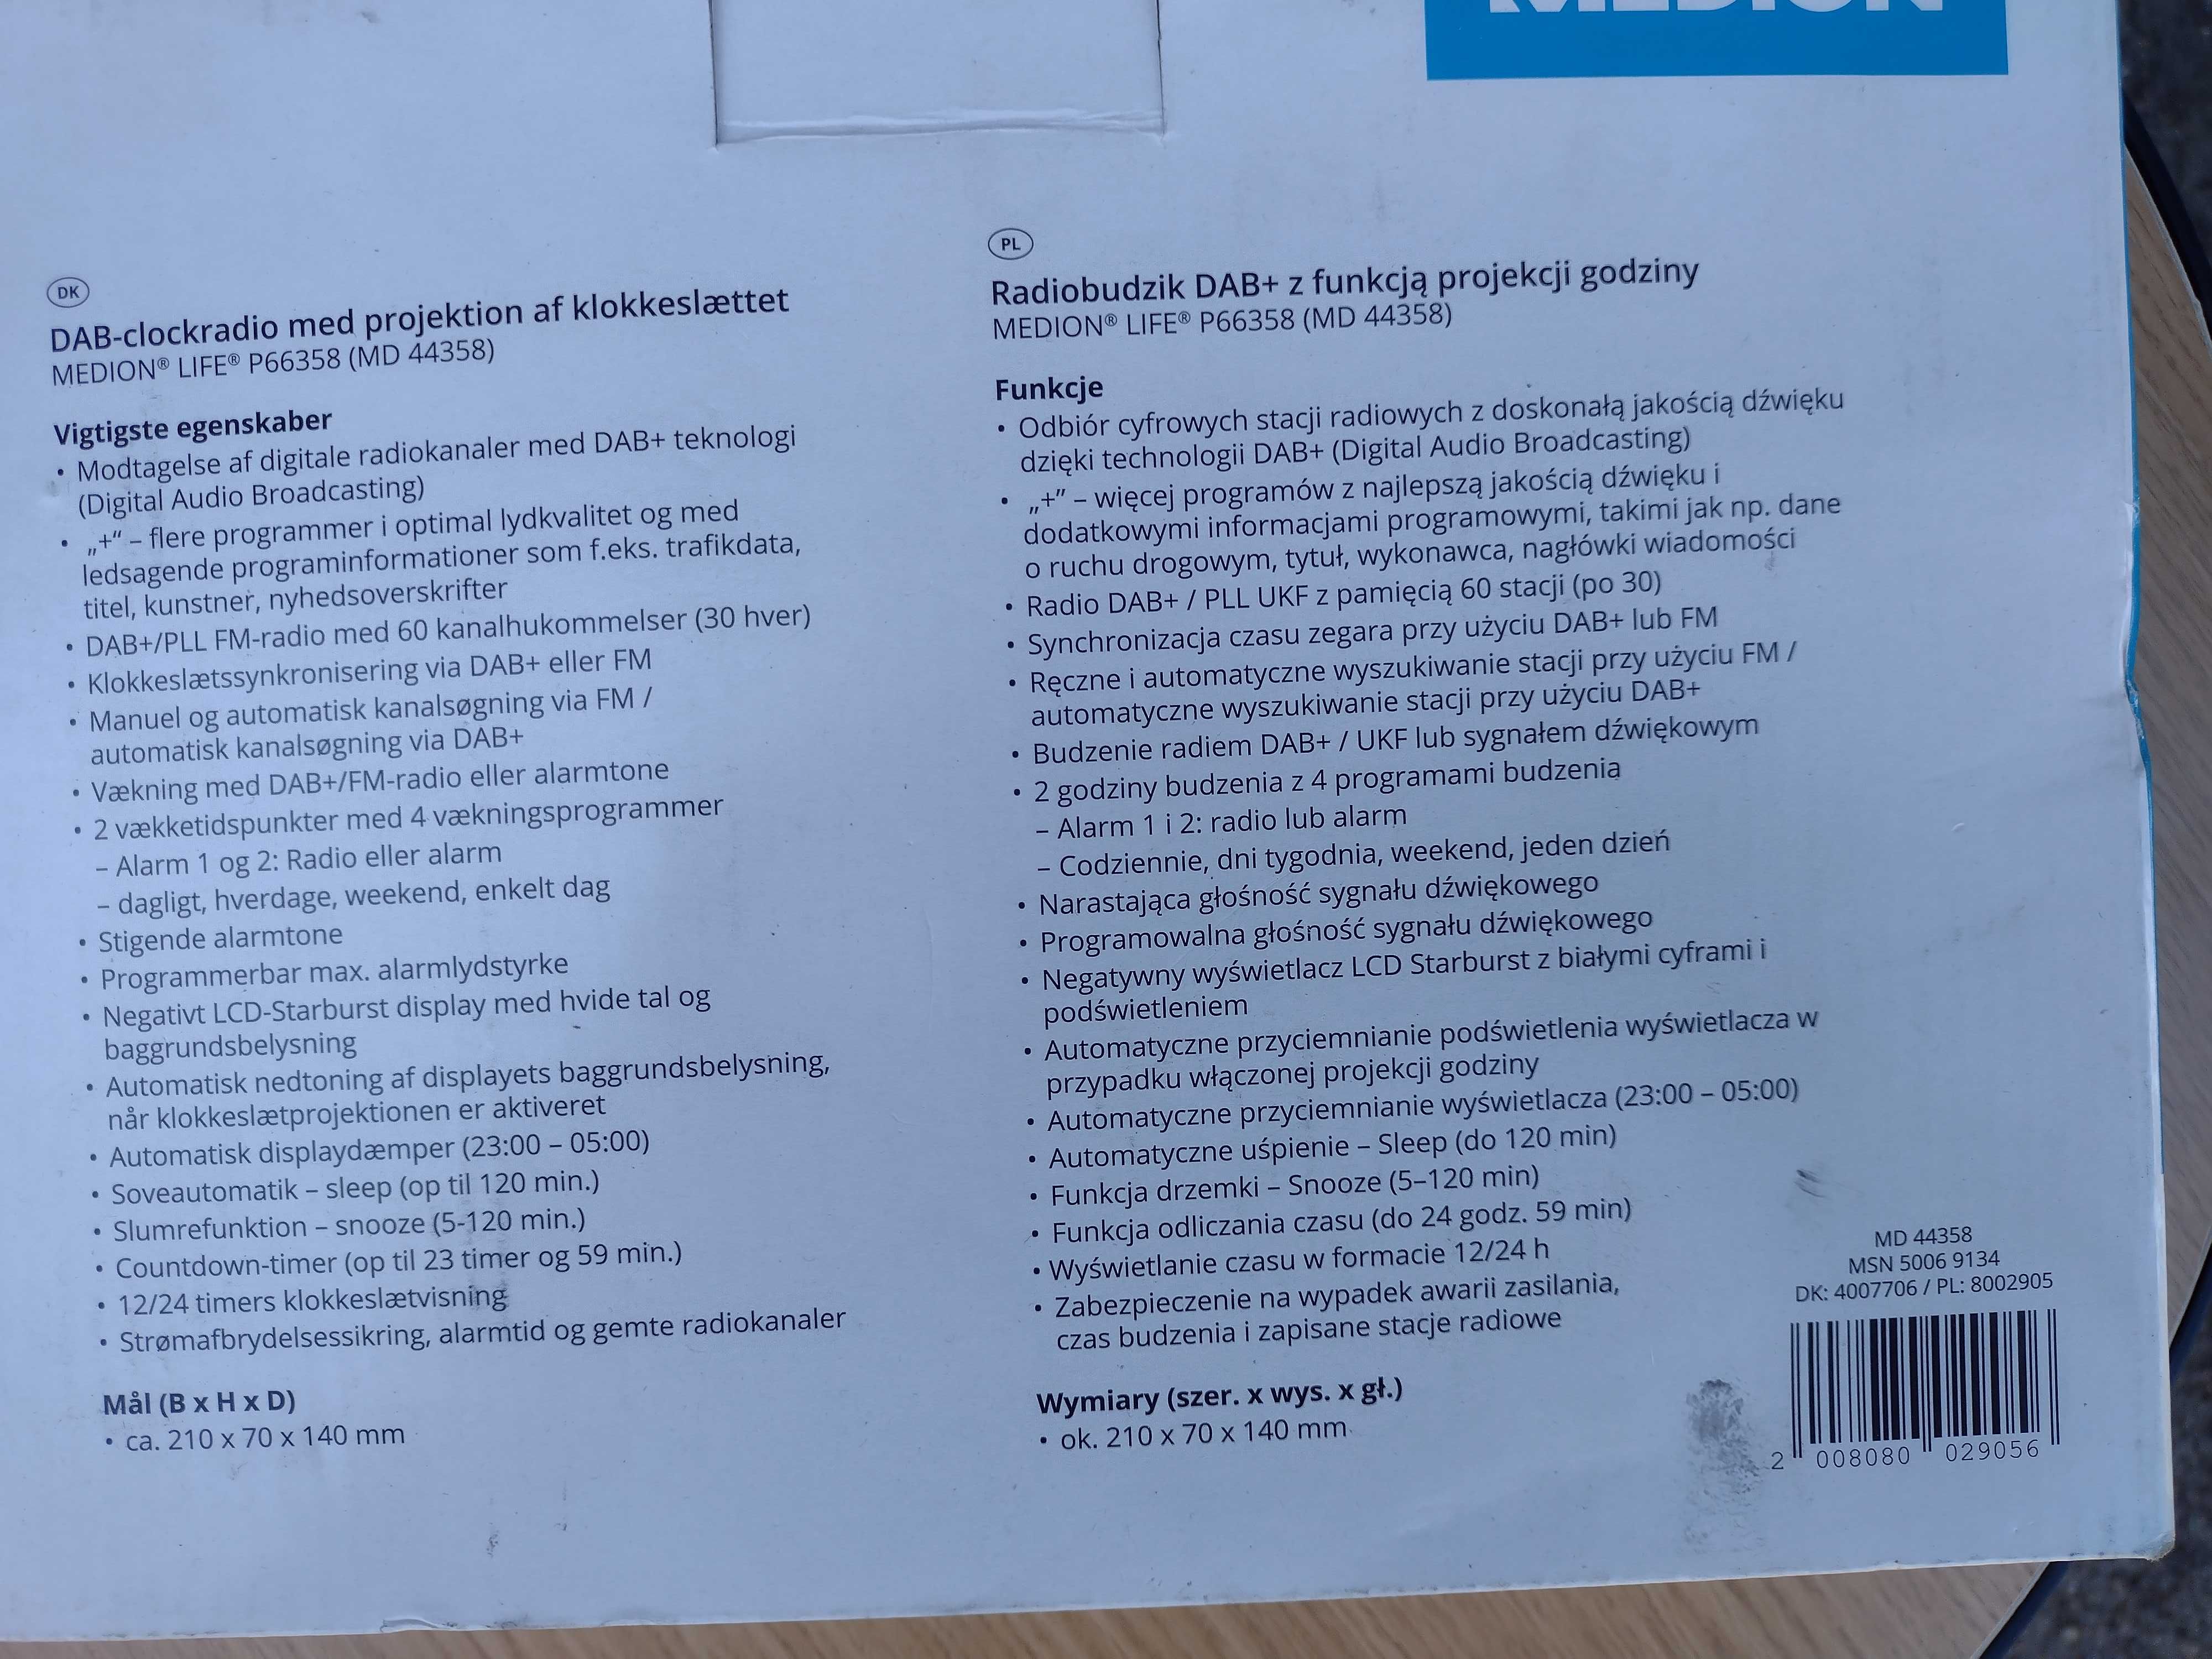 MEDION
DK
DAB-clockradio med projektion af klokkeslættet
MEDION® LIFE® P66358 (MD 44358)
Vigtigste egenskaber
• Modtagelse af digitale radiokanaler med DAB+ teknologi
(Digital Audio Broadcasting)
• „+“ – flere programmer i optimal lydkvalitet og med
ledsagende programinformationer som f.eks. trafikdata,
titel, kunstner, nyhedsoverskrifter
• DAB+/PLL FM-radio med 60 kanalhukommelser (30 hver)
• Klokkeslætssynkronisering via DAB+ eller FM
• Manuel og automatisk kanalsøgning via FM /
automatisk kanalsøgning via DAB+
• Vækning med DAB+/FM-radio eller alarmtone
• 2 vækketidspunkter med 4 vækningsprogrammer
– Alarm 1 og 2: Radio eller alarm
– dagligt, hverdage, weekend, enkelt dag
• Stigende alarmtone
• Programmerbar max. alarmlydstyrke
• Negativt LCD-Starburst display med hvide tal og
baggrundsbelysning
• Automatisk nedtoning af displayets baggrundsbelysning,
når klokkeslætprojektionen er aktiveret
• Automatisk displaydæmper (23:00 – 05:00)
• Soveautomatik – sleep (op til 120 min.)
• Slumrefunktion – snooze (5-120 min.)
• Countdown-timer (op til 23 timer og 59 min.)
• 12/24 timers klokkeslætvisning
• Strømafbrydelsessikring, alarmtid og gemte radiokanaler
Mål (B x H x D)
• ca. 210 x 70 x 140 mm
PL
Radiobudzik DAB+ z funkcją projekcji godziny
MEDION® LIFE® P66358 (MD 44358)
Funkcje
• Odbiór cyfrowych stacji radiowych z doskonałą jakością dźwięku
dzięki technologii DAB+ (Digital Audio Broadcasting)
• „+” – więcej programów z najlepszą jakością dźwięku i
dodatkowymi informacjami programowymi, takimi jak np. dane
o ruchu drogowym, tytuł, wykonawca, nagłówki wiadomości
• Radio DAB+ / PLL UKF z pamięcią 60 stacji (po 30)
• Synchronizacja czasu zegara przy użyciu DAB+ lub FM
• Ręczne i automatyczne wyszukiwanie stacji przy użyciu FM /
automatyczne wyszukiwanie stacji przy użyciu DAB+
• Budzenie radiem DAB+ / UKF lub sygnałem dźwiękowym
• 2 godziny budzenia z 4 programami budzenia
– Alarm 1 i 2: radio lub alarm
– Codziennie, dni tygodnia, weekend, jeden dzień
• Narastająca głośność sygnału dźwiękowego
• Programowalna głośność sygnału dźwiękowego
• Negatywny wyświetlacz LCD Starburst z białymi cyframi i
podświetleniem
• Automatyczne przyciemnianie podświetlenia wyświetlacza w
przypadku włączonej projekcji godziny
• Automatyczne przyciemnianie wyświetlacza (23:00 – 05:00)
• Automatyczne uśpienie – Sleep (do 120 min)
• Funkcja drzemki – Snooze (5–120 min)
• Funkcja odliczania czasu (do 24 godz. 59 min)
• Wyświetlanie czasu w formacie 12/24 h
• Zabezpieczenie na wypadek awarii zasilania,
czas budzenia i zapisane stacje radiowe
Wymiary (szer. x wys. x gł.)
• ok. 210 x 70 x 140 mm
MD 44358
MSN 5006 9134
DK: 4007706 / PL: 8002905
2 008080 029056